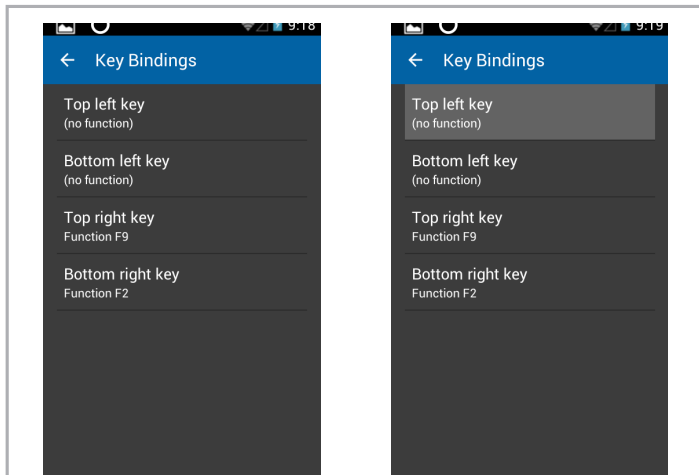 9:18
Key Bindings
Top left key
(no function)
Bottom left key
(no function)
Top right key
Function F9
Bottom right key
Function F2
9:19
Key Bindings
Top left key
(no function)
Bottom left key
(no function)
Top right key
Function F9
Bottom right key
Function F2